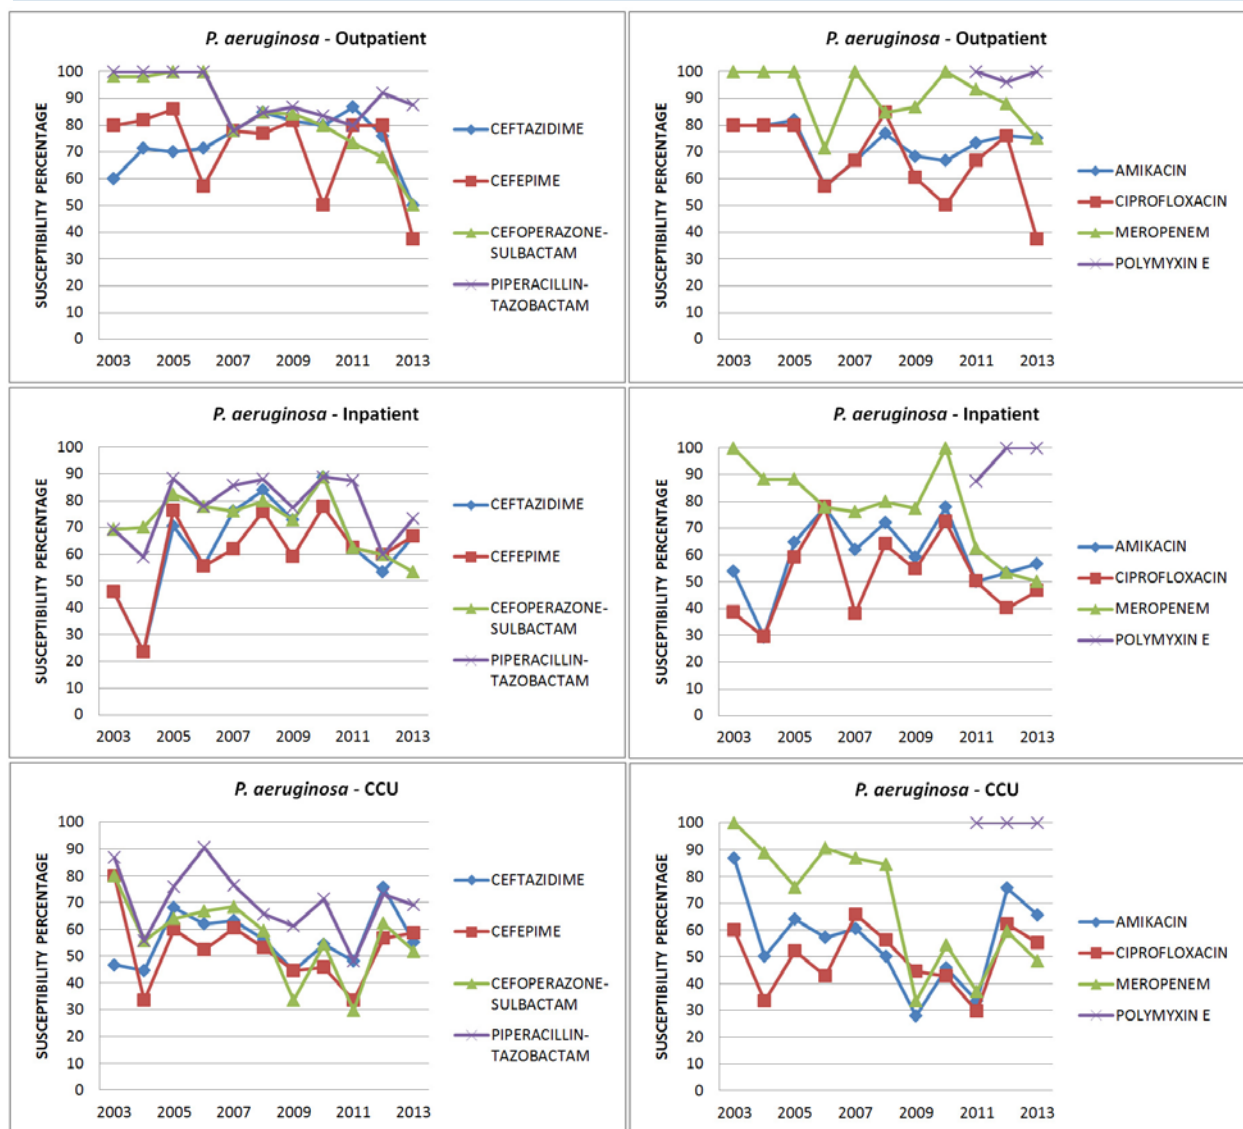 P. aeruginosa - Outpatient
SUSCEPTIBILITY PERCENTAGE
100
90
80
70
60
50
40
30
20
10
0
2003 2005 2007 2009 2011 2013
CEFTAZIDIME
CEFEPIME
CEFOPERAZONE-
SULBACTAM
PIPERACILLIN-
TAZOBACTAM
P. aeruginosa - Outpatient
SUSCEPTIBILITY PERCENTAGE
100
90
80
70
60
50
40
30
20
10
0
2003 2005 2007 2009 2011 2013
AMIKACIN
CIPROFLOXACIN
MEROPENEM
POLYMYXIN E
P. aeruginosa - Inpatient
SUSCEPTIBILITY PERCENTAGE
100
90
80
70
60
50
40
30
20
10
0
2003 2005 2007 2009 2011 2013
CEFTAZIDIME
CEFEPIME
CEFOPERAZONE-
SULBACTAM
PIPERACILLIN-
TAZOBACTAM
P. aeruginosa - Inpatient
SUSCEPTIBILITY PERCENTAGE
100
90
80
70
60
50
40
30
20
10
0
2003 2005 2007 2009 2011 2013
AMIKACIN
CIPROFLOXACIN
MEROPENEM
POLYMYXIN E
P. aeruginosa - CCU
SUSCEPTIBILITY PERCENTAGE
100
90
80
70
60
50
40
30
20
10
0
2003 2005 2007 2009 2011 2013
CEFTAZIDIME
CEFEPIME
CEFOPERAZONE-
SULBACTAM
PIPERACILLIN-
TAZOBACTAM
P. aeruginosa - CCU
SUSCEPTIBILITY PERCENTAGE
100
90
80
70
60
50
40
30
20
10
0
2003 2005 2007 2009 2011 2013
AMIKACIN
CIPROFLOXACIN
MEROPENEM
POLYMYXIN E